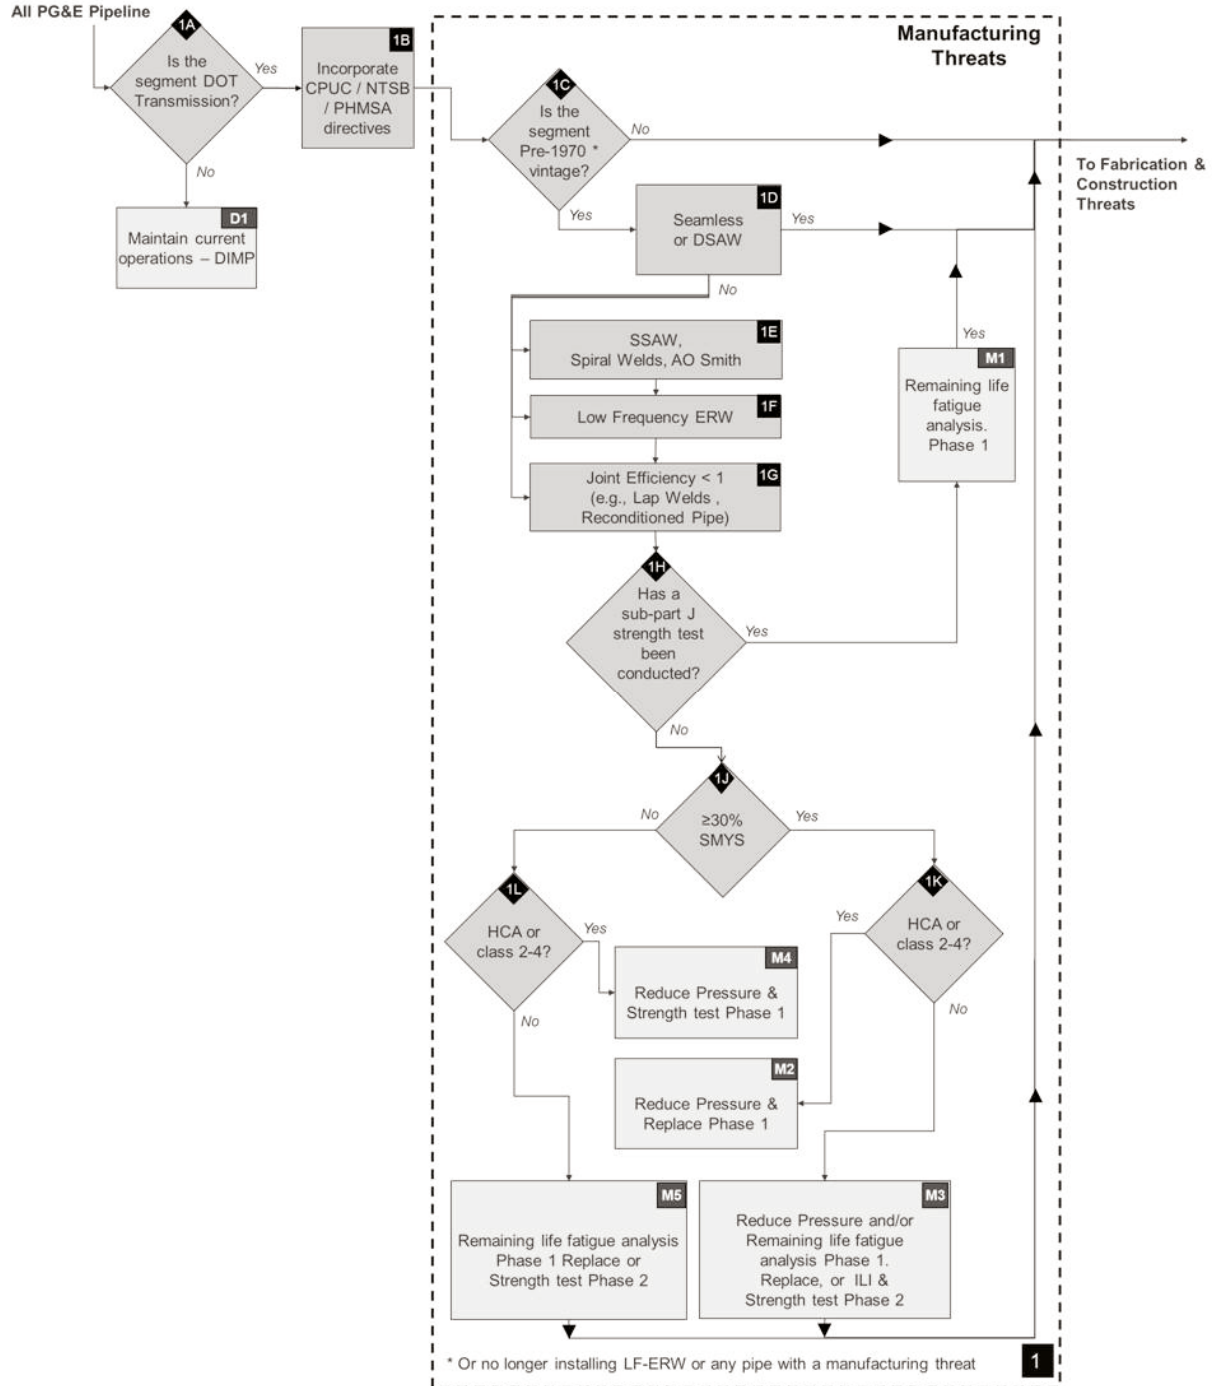 All PG&E Pipeline
1A
Is the
segment DOT
Transmission?
Yes
No
1B
Incorporate
CPUC / NTSB
/ PHMSA
directives
D1
Maintain current
operations – DIMP
Manufacturing
Threats
1C
Is the
segment
Pre-1970 *
vintage?
No
Yes
To Fabrication &
Construction
Threats
1D
Seamless
or DSAW
Yes
No
1E
SSAW,
Spiral Welds, AO Smith
1F
Low Frequency ERW
1G
Joint Efficiency < 1
(e.g., Lap Welds ,
Reconditioned Pipe)
Yes
M1
Remaining life
fatigue
analysis.
Phase 1
1H
Has a
sub-part J
strength test
been
conducted?
Yes
No
1J
≥30%
SMYS
No
Yes
1L
HCA or
class 2-4?
Yes
No
1K
HCA or
class 2-4?
Yes
No
M4
Reduce Pressure &
Strength test Phase 1
M2
Reduce Pressure &
Replace Phase 1
M5
Remaining life fatigue analysis
Phase 1 Replace or
Strength test Phase 2
M3
Reduce Pressure and/or
Remaining life fatigue
analysis Phase 1.
Replace, or ILI &
Strength test Phase 2
* Or no longer installing LF-ERW or any pipe with a manufacturing threat
1